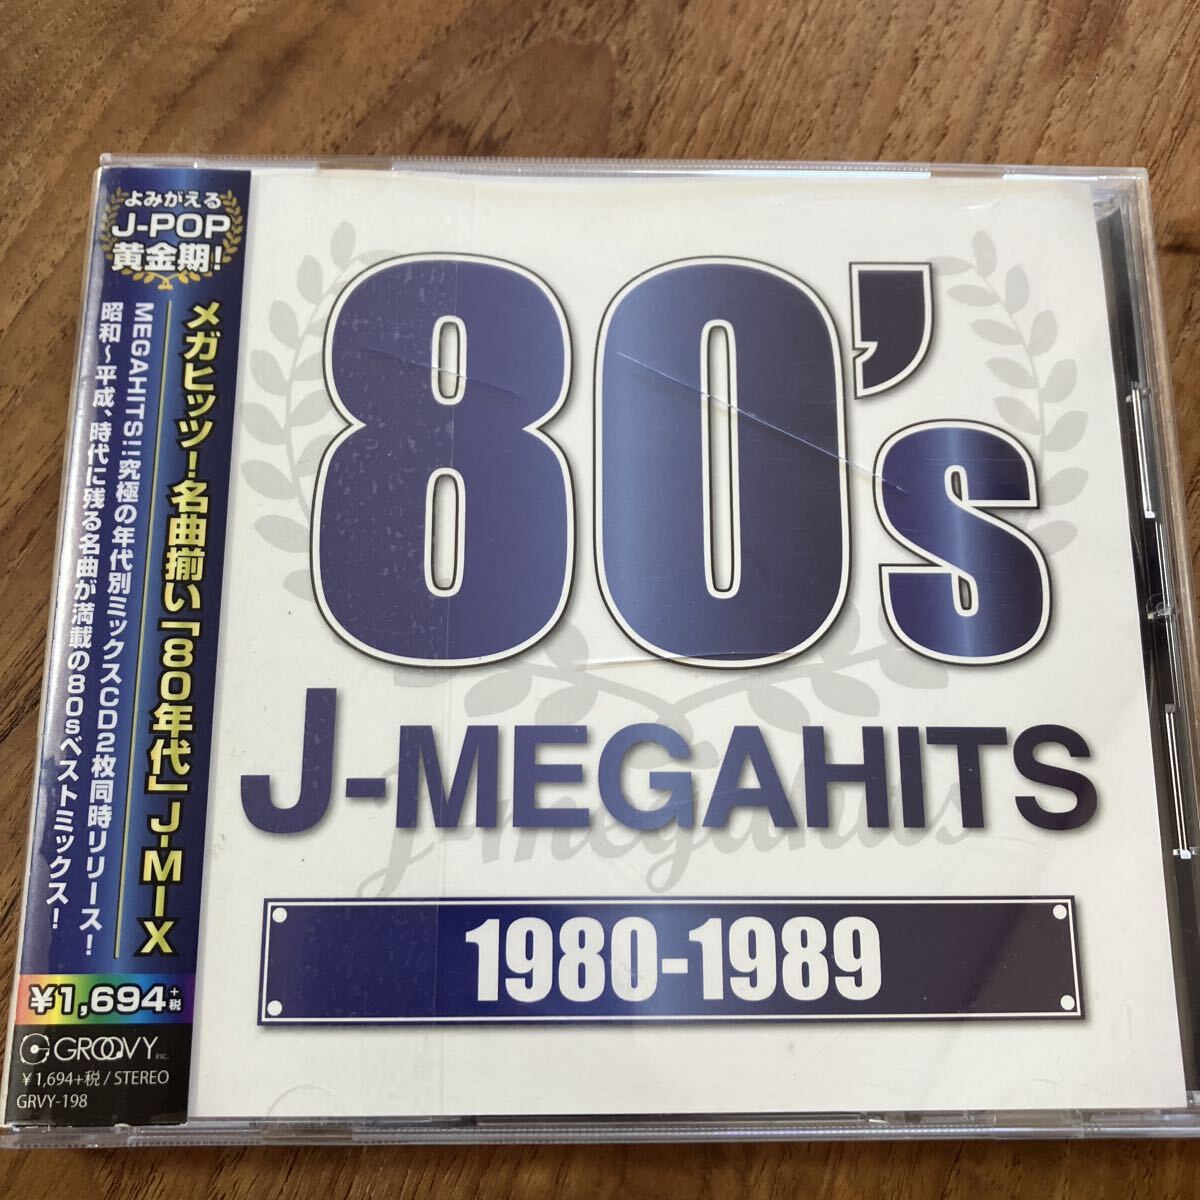 よみがえる
J-POP
黄金期!
メガヒッツ!名曲揃い「80年代」J-MIX
MEGAHITS!!究極の年代別ミックスCD2枚同時リリース!
昭和〜平成、時代に残る名曲が満載の80sベストミックス!
¥1,694+税
GROOVY inc.
¥1,694+税 / STEREO
GRVY-198
80's
J-MEGAHITS
J-megahits
1980-1989